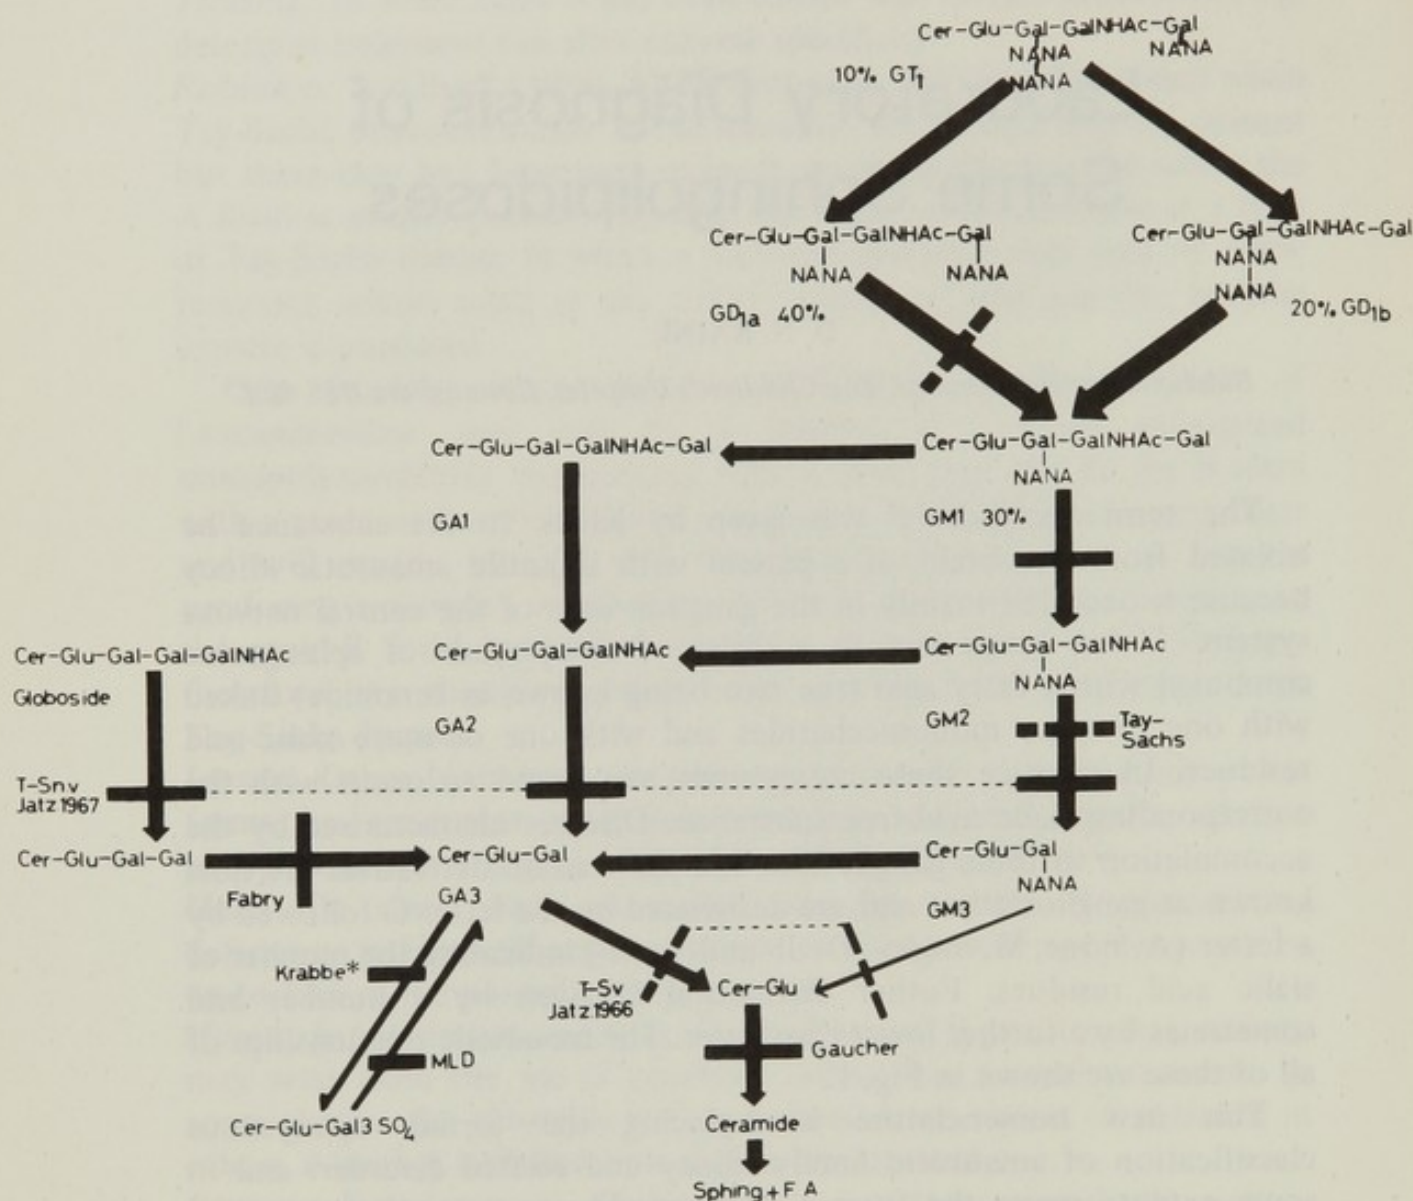 Cer-Glu-Gal-GalNHAc-Gal
NANA NANA
10% GT1 NANA
Cer-Glu-Gal-GalNHAc-Gal
NANA NANA
GD1a 40%
Cer-Glu-Gal-GalNHAc-Gal
NANA
NANA
20% GD1b
Cer-Glu-Gal-GalNHAc-Gal
GA1
Cer-Glu-Gal-GalNHAc-Gal
NANA
GM1 30%
Cer-Glu-Gal-Gal-GalNHAc
Globoside
Cer-Glu-Gal-GalNHAc
GA2
Cer-Glu-Gal-GalNHAc
NANA
GM2
Tay-
Sachs
T-Snv
Jatz 1967
Cer-Glu-Gal-Gal
Fabry
Cer-Glu-Gal
GA3
Cer-Glu-Gal
NANA
GM3
Krabbe*
MLD
T-Sv
Jatz.1966
Cer-Glu
Gaucher
Cer-Glu-Gal3 SO4
Ceramide
Sphing+F A